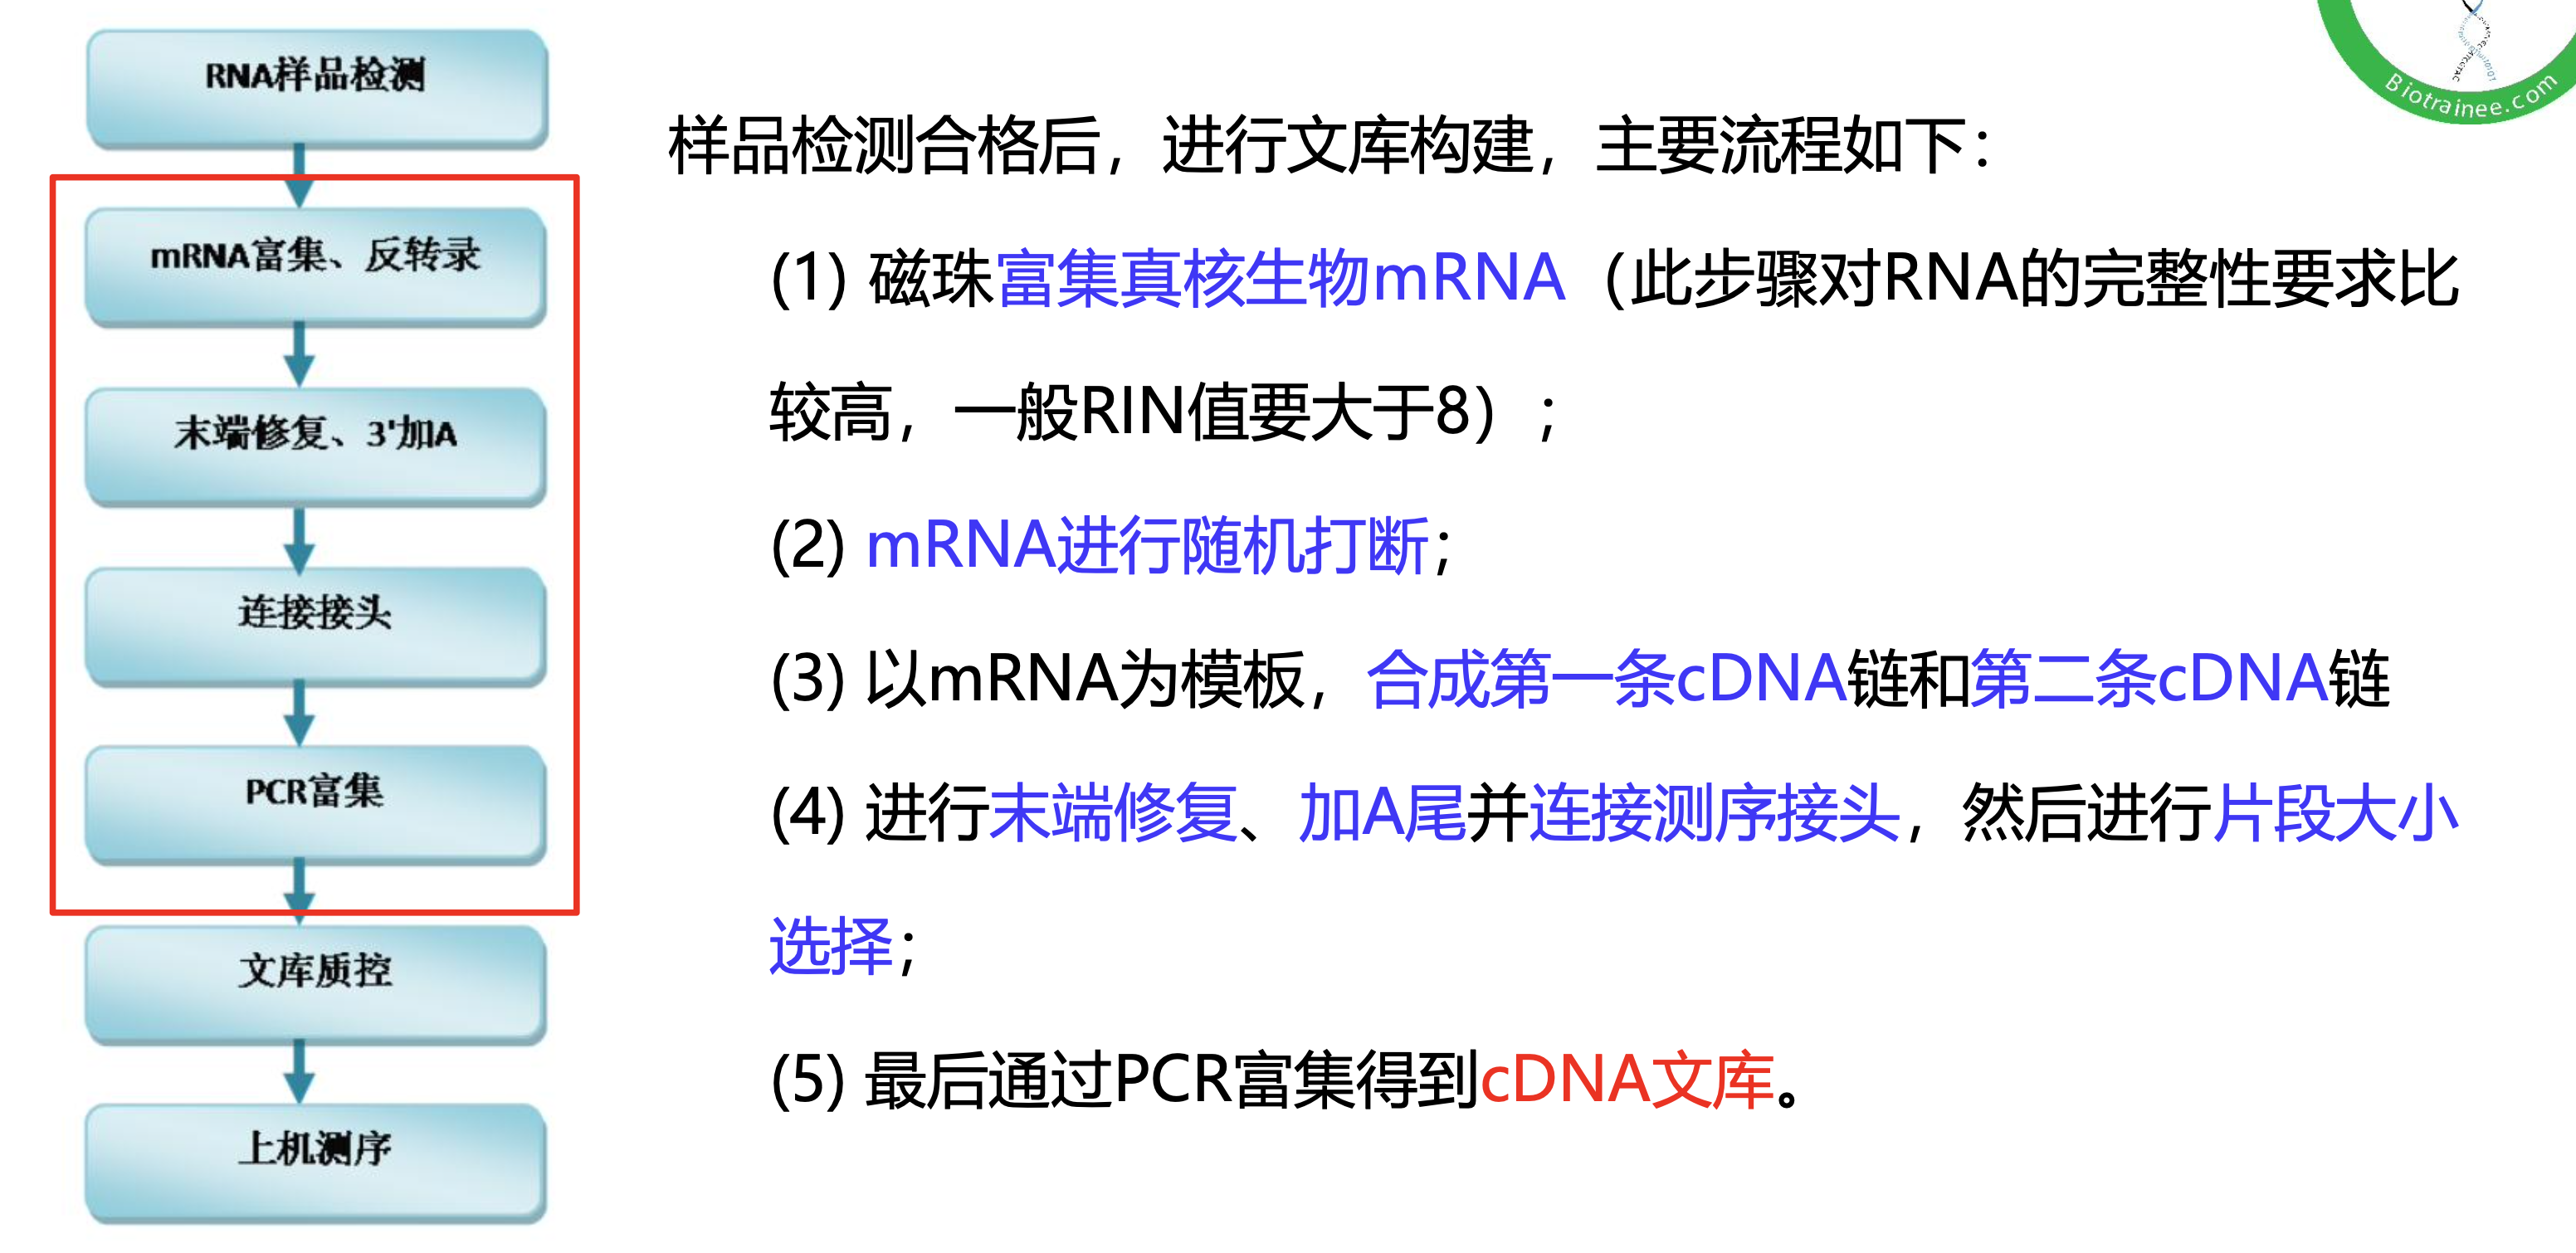 RNA样品检测
mRNA富集、反转录
末端修复、3'加A
连接接头
PCR富集
文库质控
上机测序
样品检测合格后，进行文库构建，主要流程如下：
(1) 磁珠富集真核生物mRNA（此步骤对RNA的完整性要求比
较高，一般RIN值要大于8）；
(2) mRNA进行随机打断；
(3) 以mRNA为模板，合成第一条cDNA链和第二条cDNA链
(4) 进行末端修复、加A尾并连接测序接头，然后进行片段大小
选择；
(5) 最后通过PCR富集得到cDNA文库。
Biotrainee.com